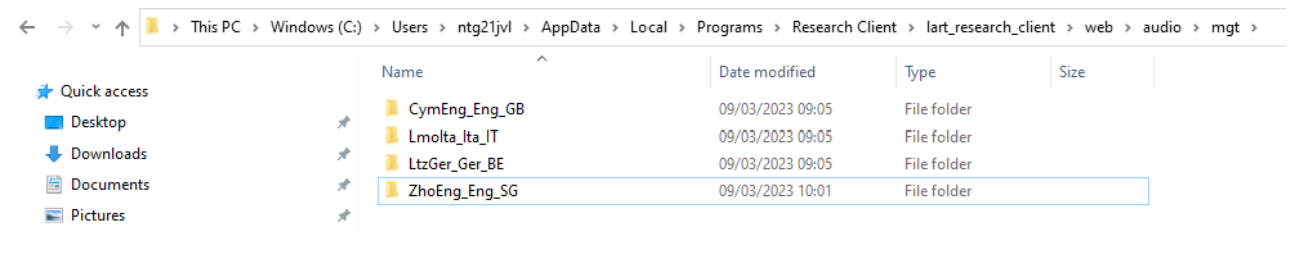 This PC > Windows (C:) > Users > ntg21jvl > AppData > Local > Programs > Research Client > lart_research_client > web > audio > mgt >
Quick access
Desktop
Downloads
Documents
Pictures
Name Date modified Type Size
CymEng_Eng_GB 09/03/2023 09:05 File folder
LmoIta_Ita_IT 09/03/2023 09:05 File folder
LtzGer_Ger_BE 09/03/2023 09:05 File folder
ZhoEng_Eng_SG 09/03/2023 10:01 File folder